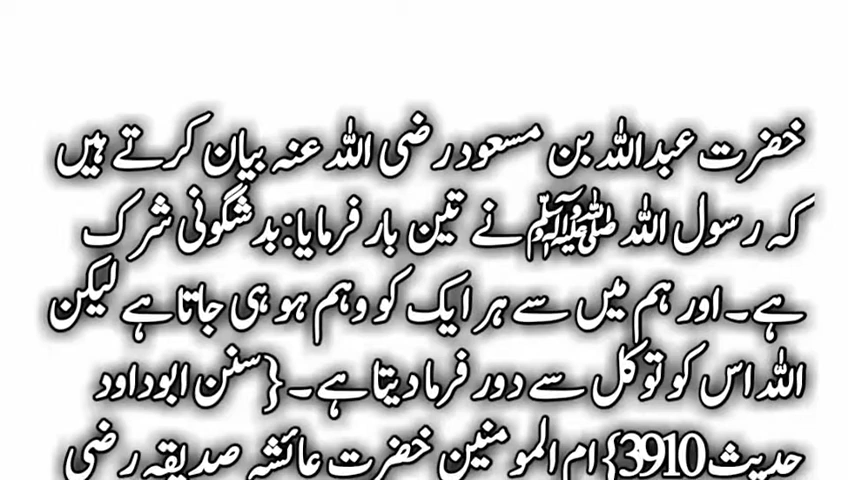 خضرت عبداللہ بن مسعود رضی اللہ عنہ بیان کرتے ہیں
کہ رسول اللہ ﷺ نے تین بار فرمایا: بدشگونی شرک
ہے۔ اور ہم میں سے ہر ایک کو وہم ہو ہی جاتا ہے لیکن
اللہ اس کو توکل سے دور فرما دیتا ہے۔ {سنن ابوداود
حدیث 3910} ام المومنین خضرت عائشہ صدیقہ رضی